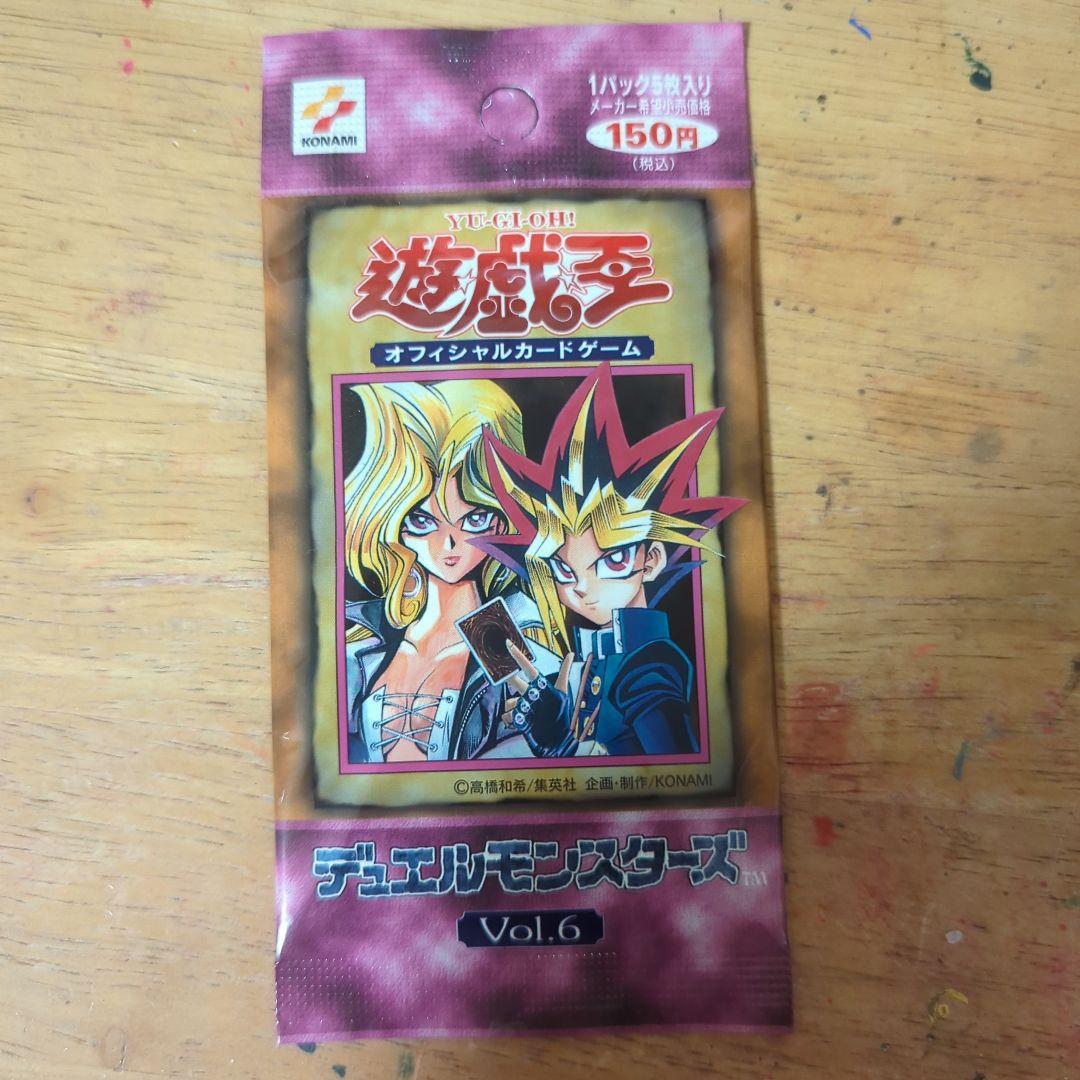 KONAMI
1パック5枚入り
メーカー希望小売価格
150円
(税込)
YU-GI-OH!
遊戯王
オフィシャルカードゲーム
©高橋和希/集英社 企画・制作/KONAMI
デュエルモンスターズ™
Vol.6